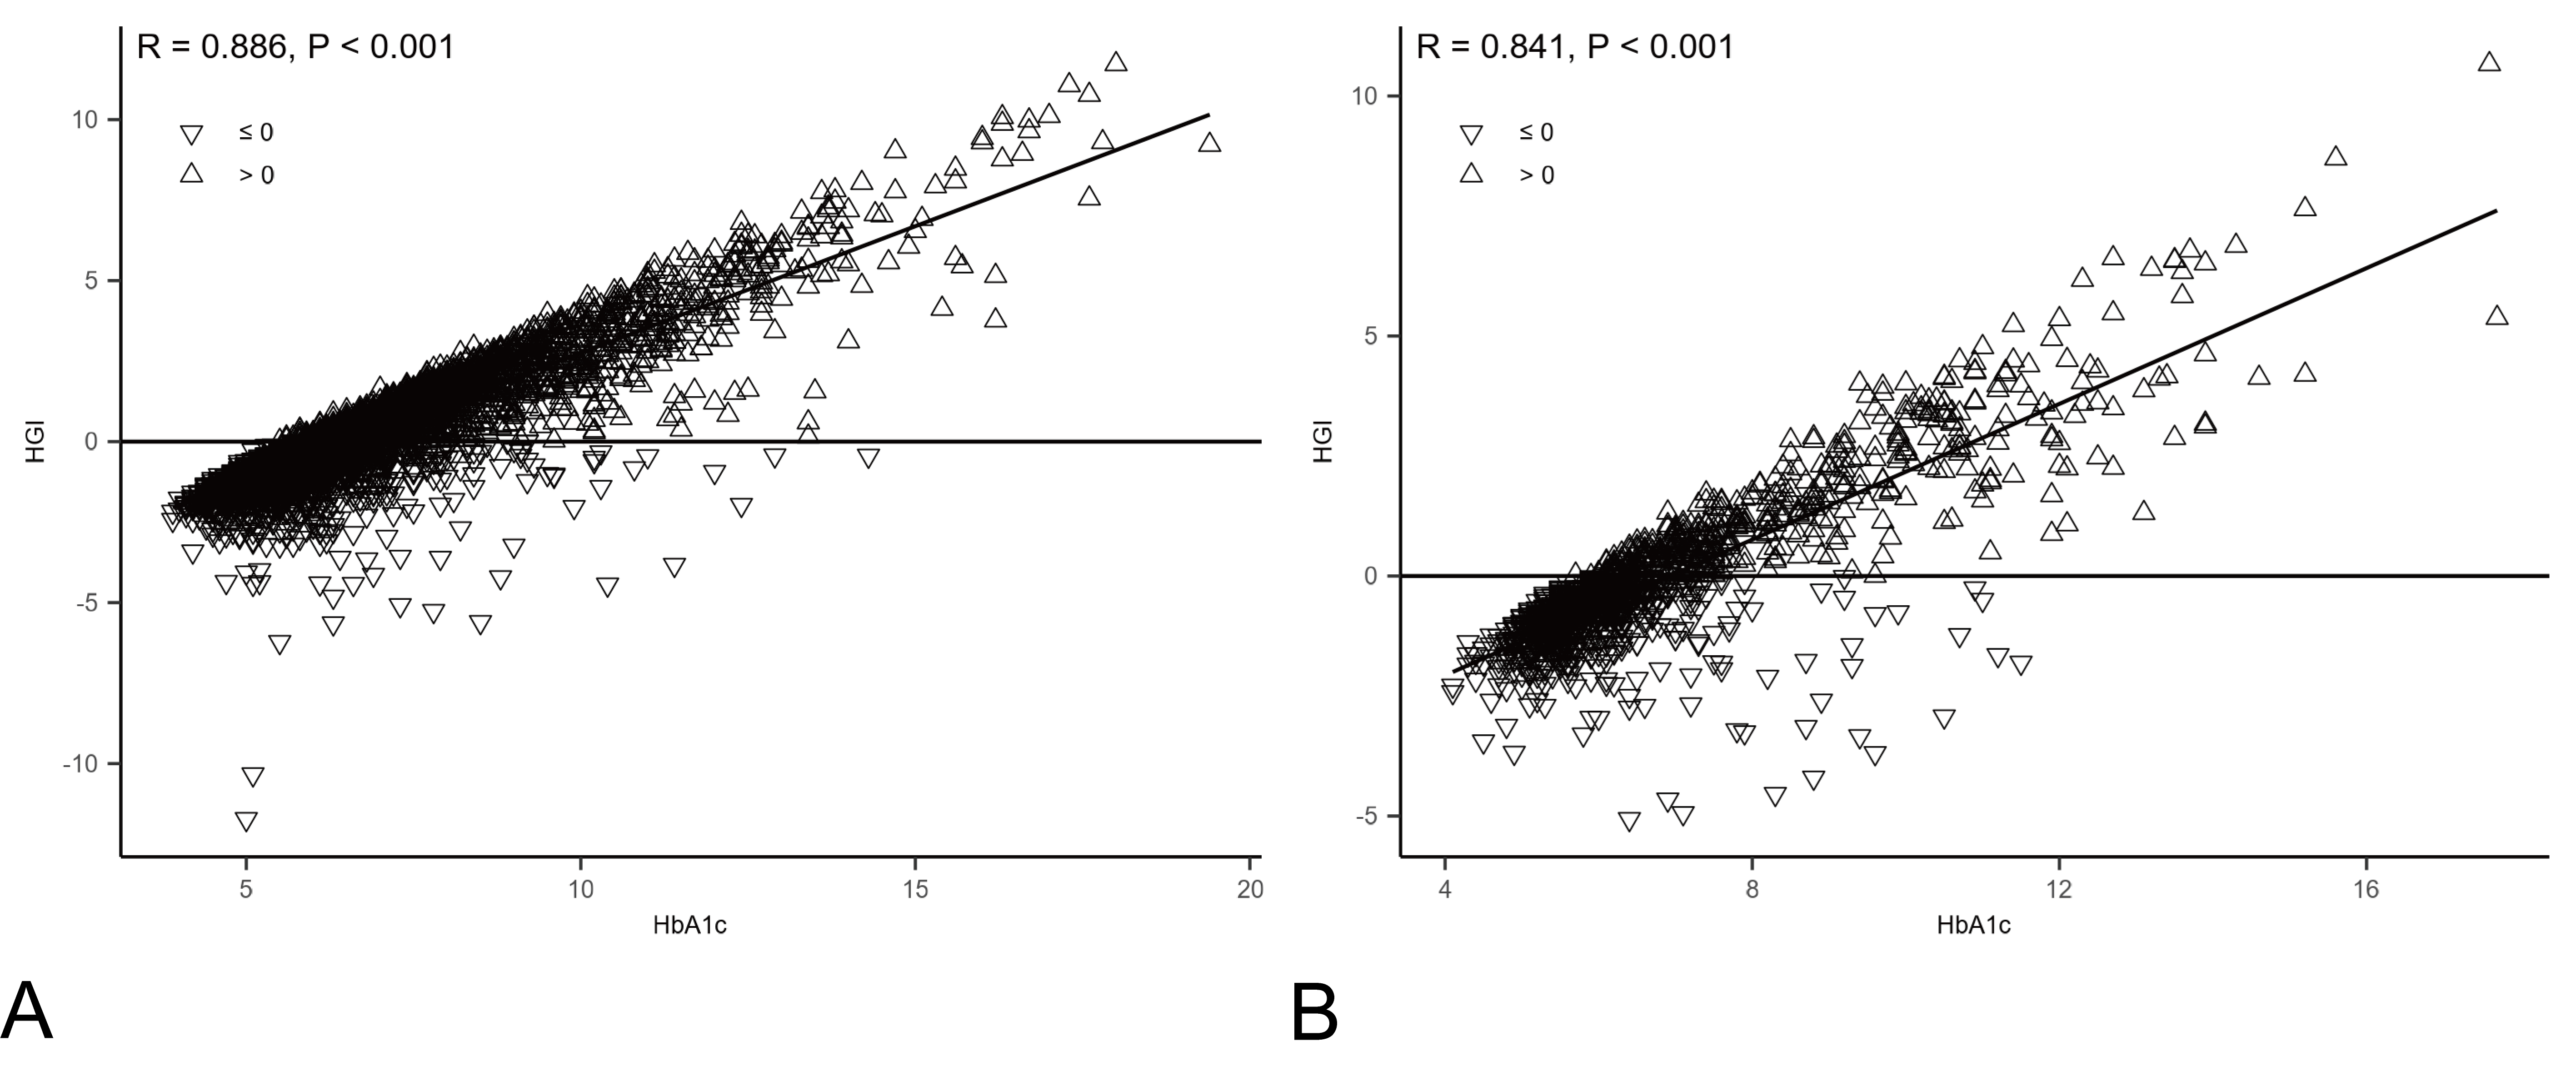 R = 0.886, P < 0.001
≤ 0
> 0
10
5
0
-5
-10
HGI
5
10
15
20
HbA1c
A
R = 0.841, P < 0.001
≤ 0
> 0
10
5
0
-5
HGI
4
8
12
16
HbA1c
B